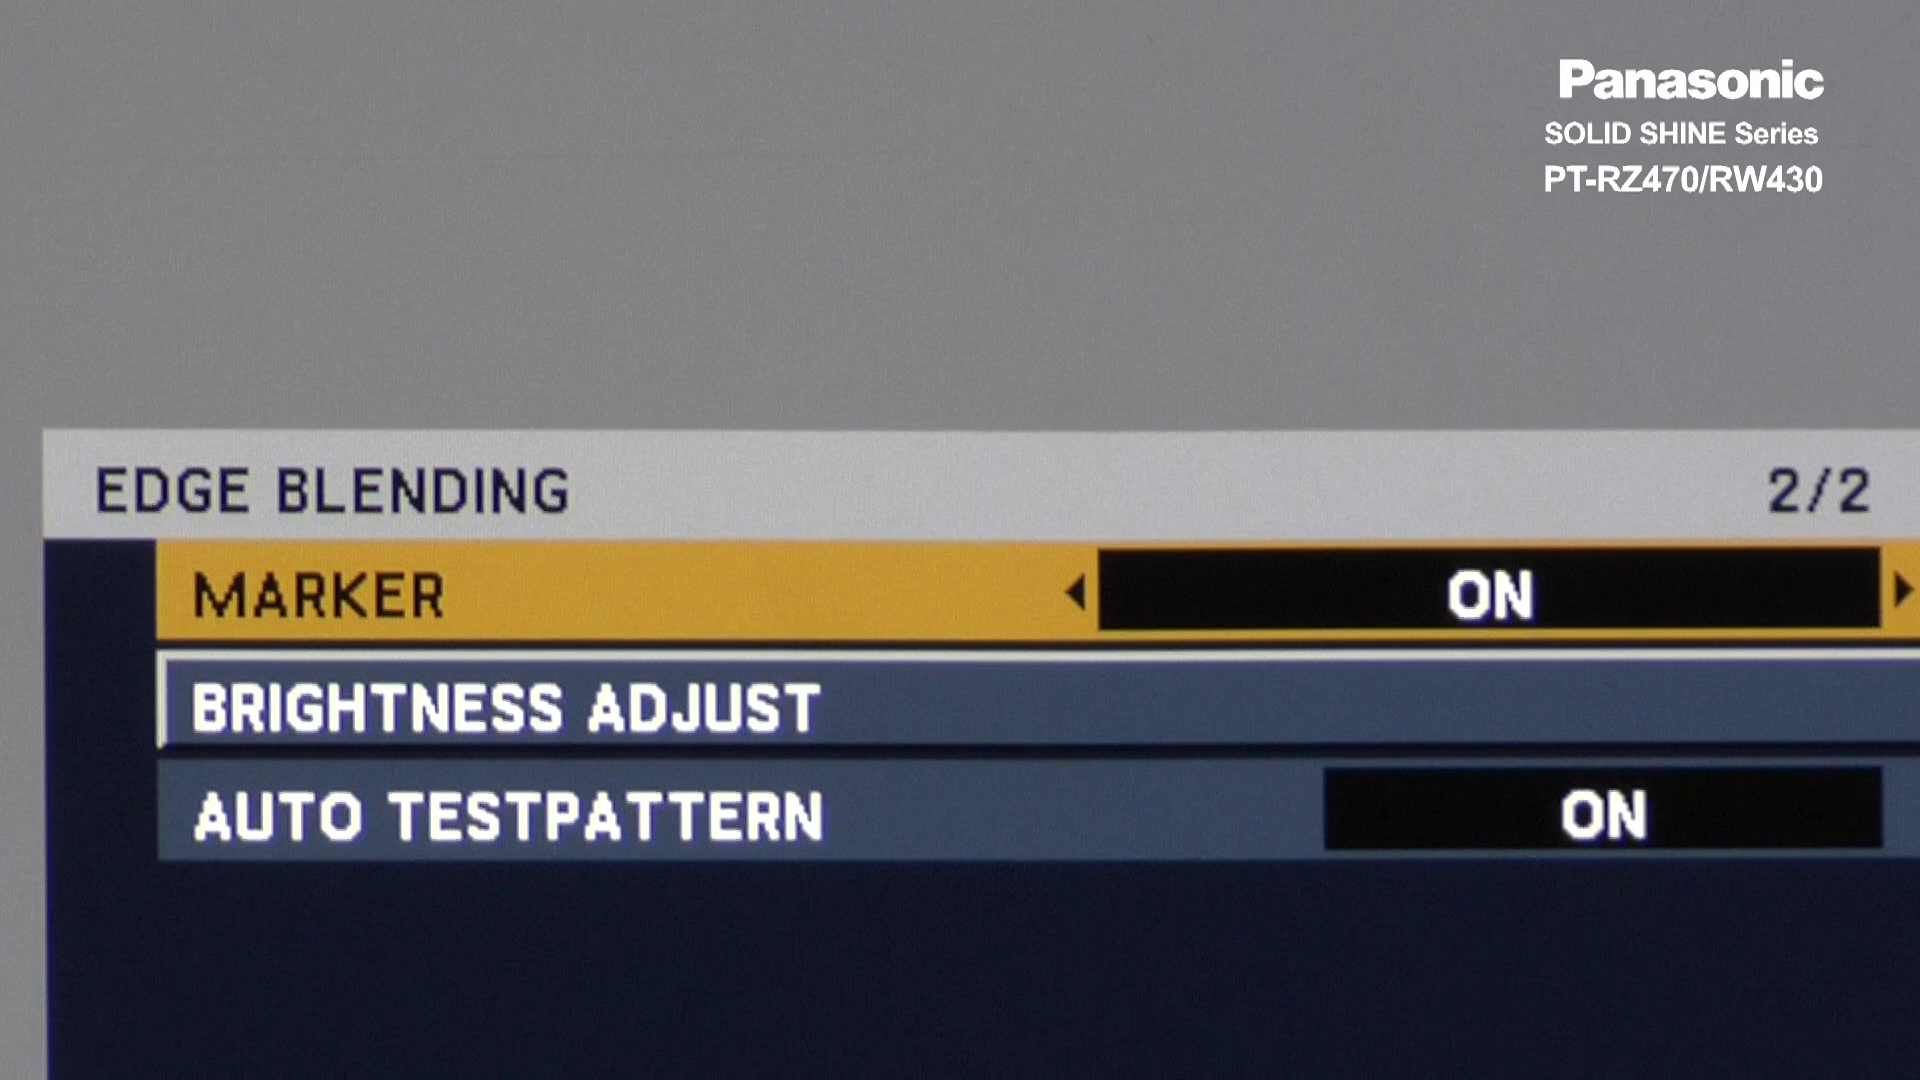 Panasonic
SOLID SHINE Series
PT-RZ470/RW430
EDGE BLENDING 2/2
MARKER ON
BRIGHTNESS ADJUST
AUTO TESTPATTERN ON